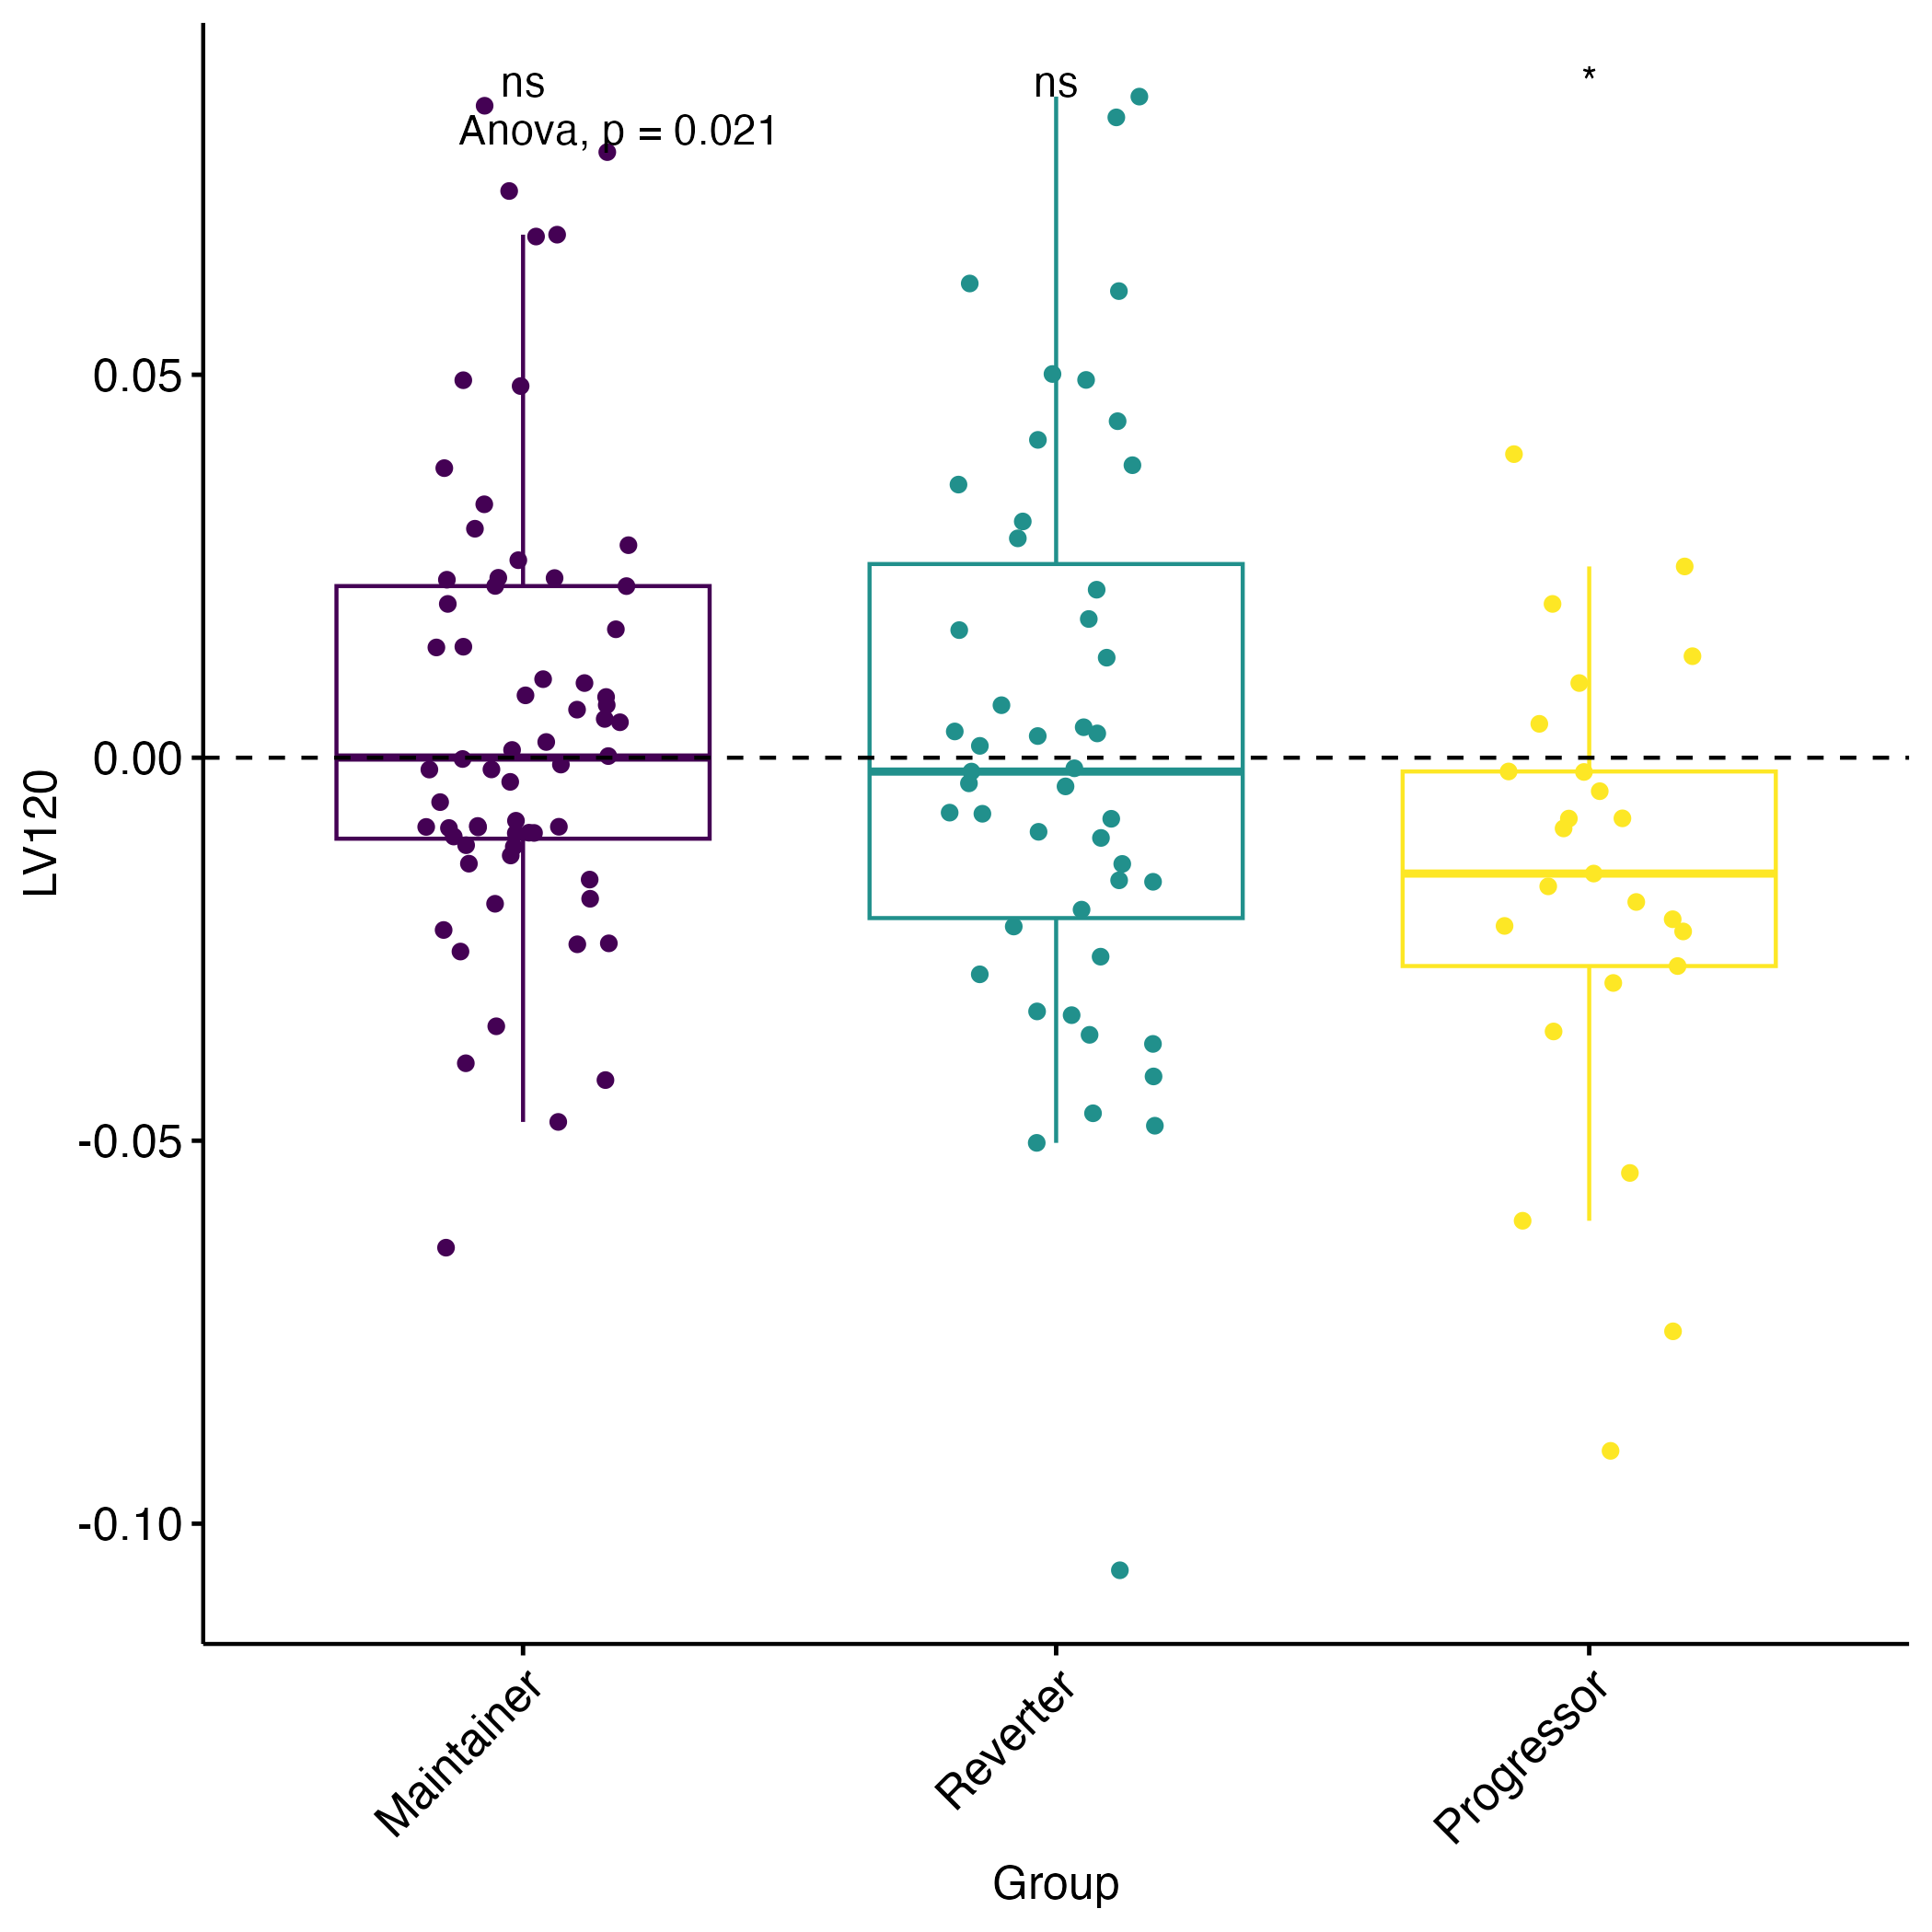 ns ns *
Anova, p = 0.021
0.05
0.00
-0.05
-0.10
LV120
Maintainer Reverter Progressor
Group